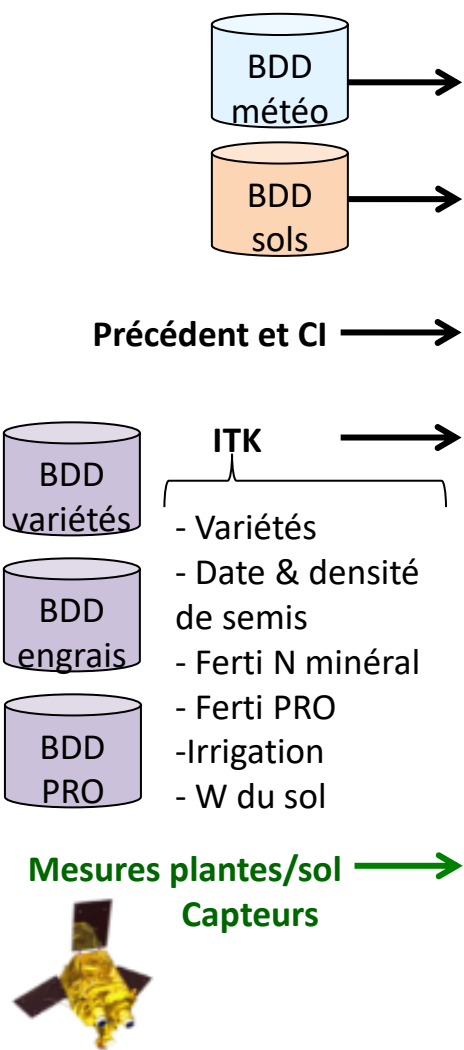 BDD
météo
BDD
sols
Précédent et CI
ITK
BDD
variétés
BDD
engrais
BDD
PRO
- Variétés
- Date & densité
de semis
- Ferti N minéral
- Ferti PRO
-Irrigation
- W du sol
Mesures plantes/sol
Capteurs